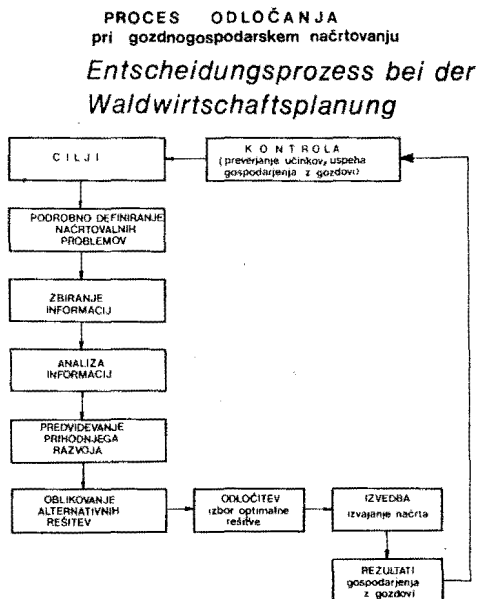 PROCES ODLOČANJA
pri gozdnogospodarskem načrtovanju
Entscheidungsprozess bei der
Waldwirtschaftsplanung
CILJI
KONTROLA
(preverjanje učinkov, uspeha
gospodarjenja z gozdovi)
PODROBNO DEFINIRANJE
NAČRTOVALNIH
PROBLEMOV
ZBIRANJE
INFORMACIJ
ANALIZA
INFORMACIJ
PREDVIDEVANJE
PRIHODNJEGA
RAZVOJA
OBLIKOVANJE
ALTERNATIVNIH
REŠITEV
ODLOČITEV
izbor optimalne
rešitve
IZVEDBA
izvajanje načrta
REZULTATI
gospodarjenja
z gozdovi